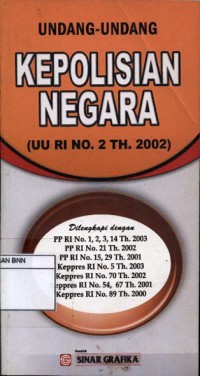 UNDANG-UNDANG
KEPOLISIAN
NEGARA
(UU RI NO. 2 TH. 2002)
Dilengkapi dengan
PP RI No. 1, 2, 3, 14 Th. 2003
PP RI No. 21 Th. 2002
PP RI No. 15, 29 Th. 2001
Keppres RI No. 5 Th. 2003
Keppres RI No. 70 Th. 2002
eppres RI No. 54, 67 Th. 2001
Keppres RI No. 89 Th. 2000
AN BNN
SINAR GRAFIKA